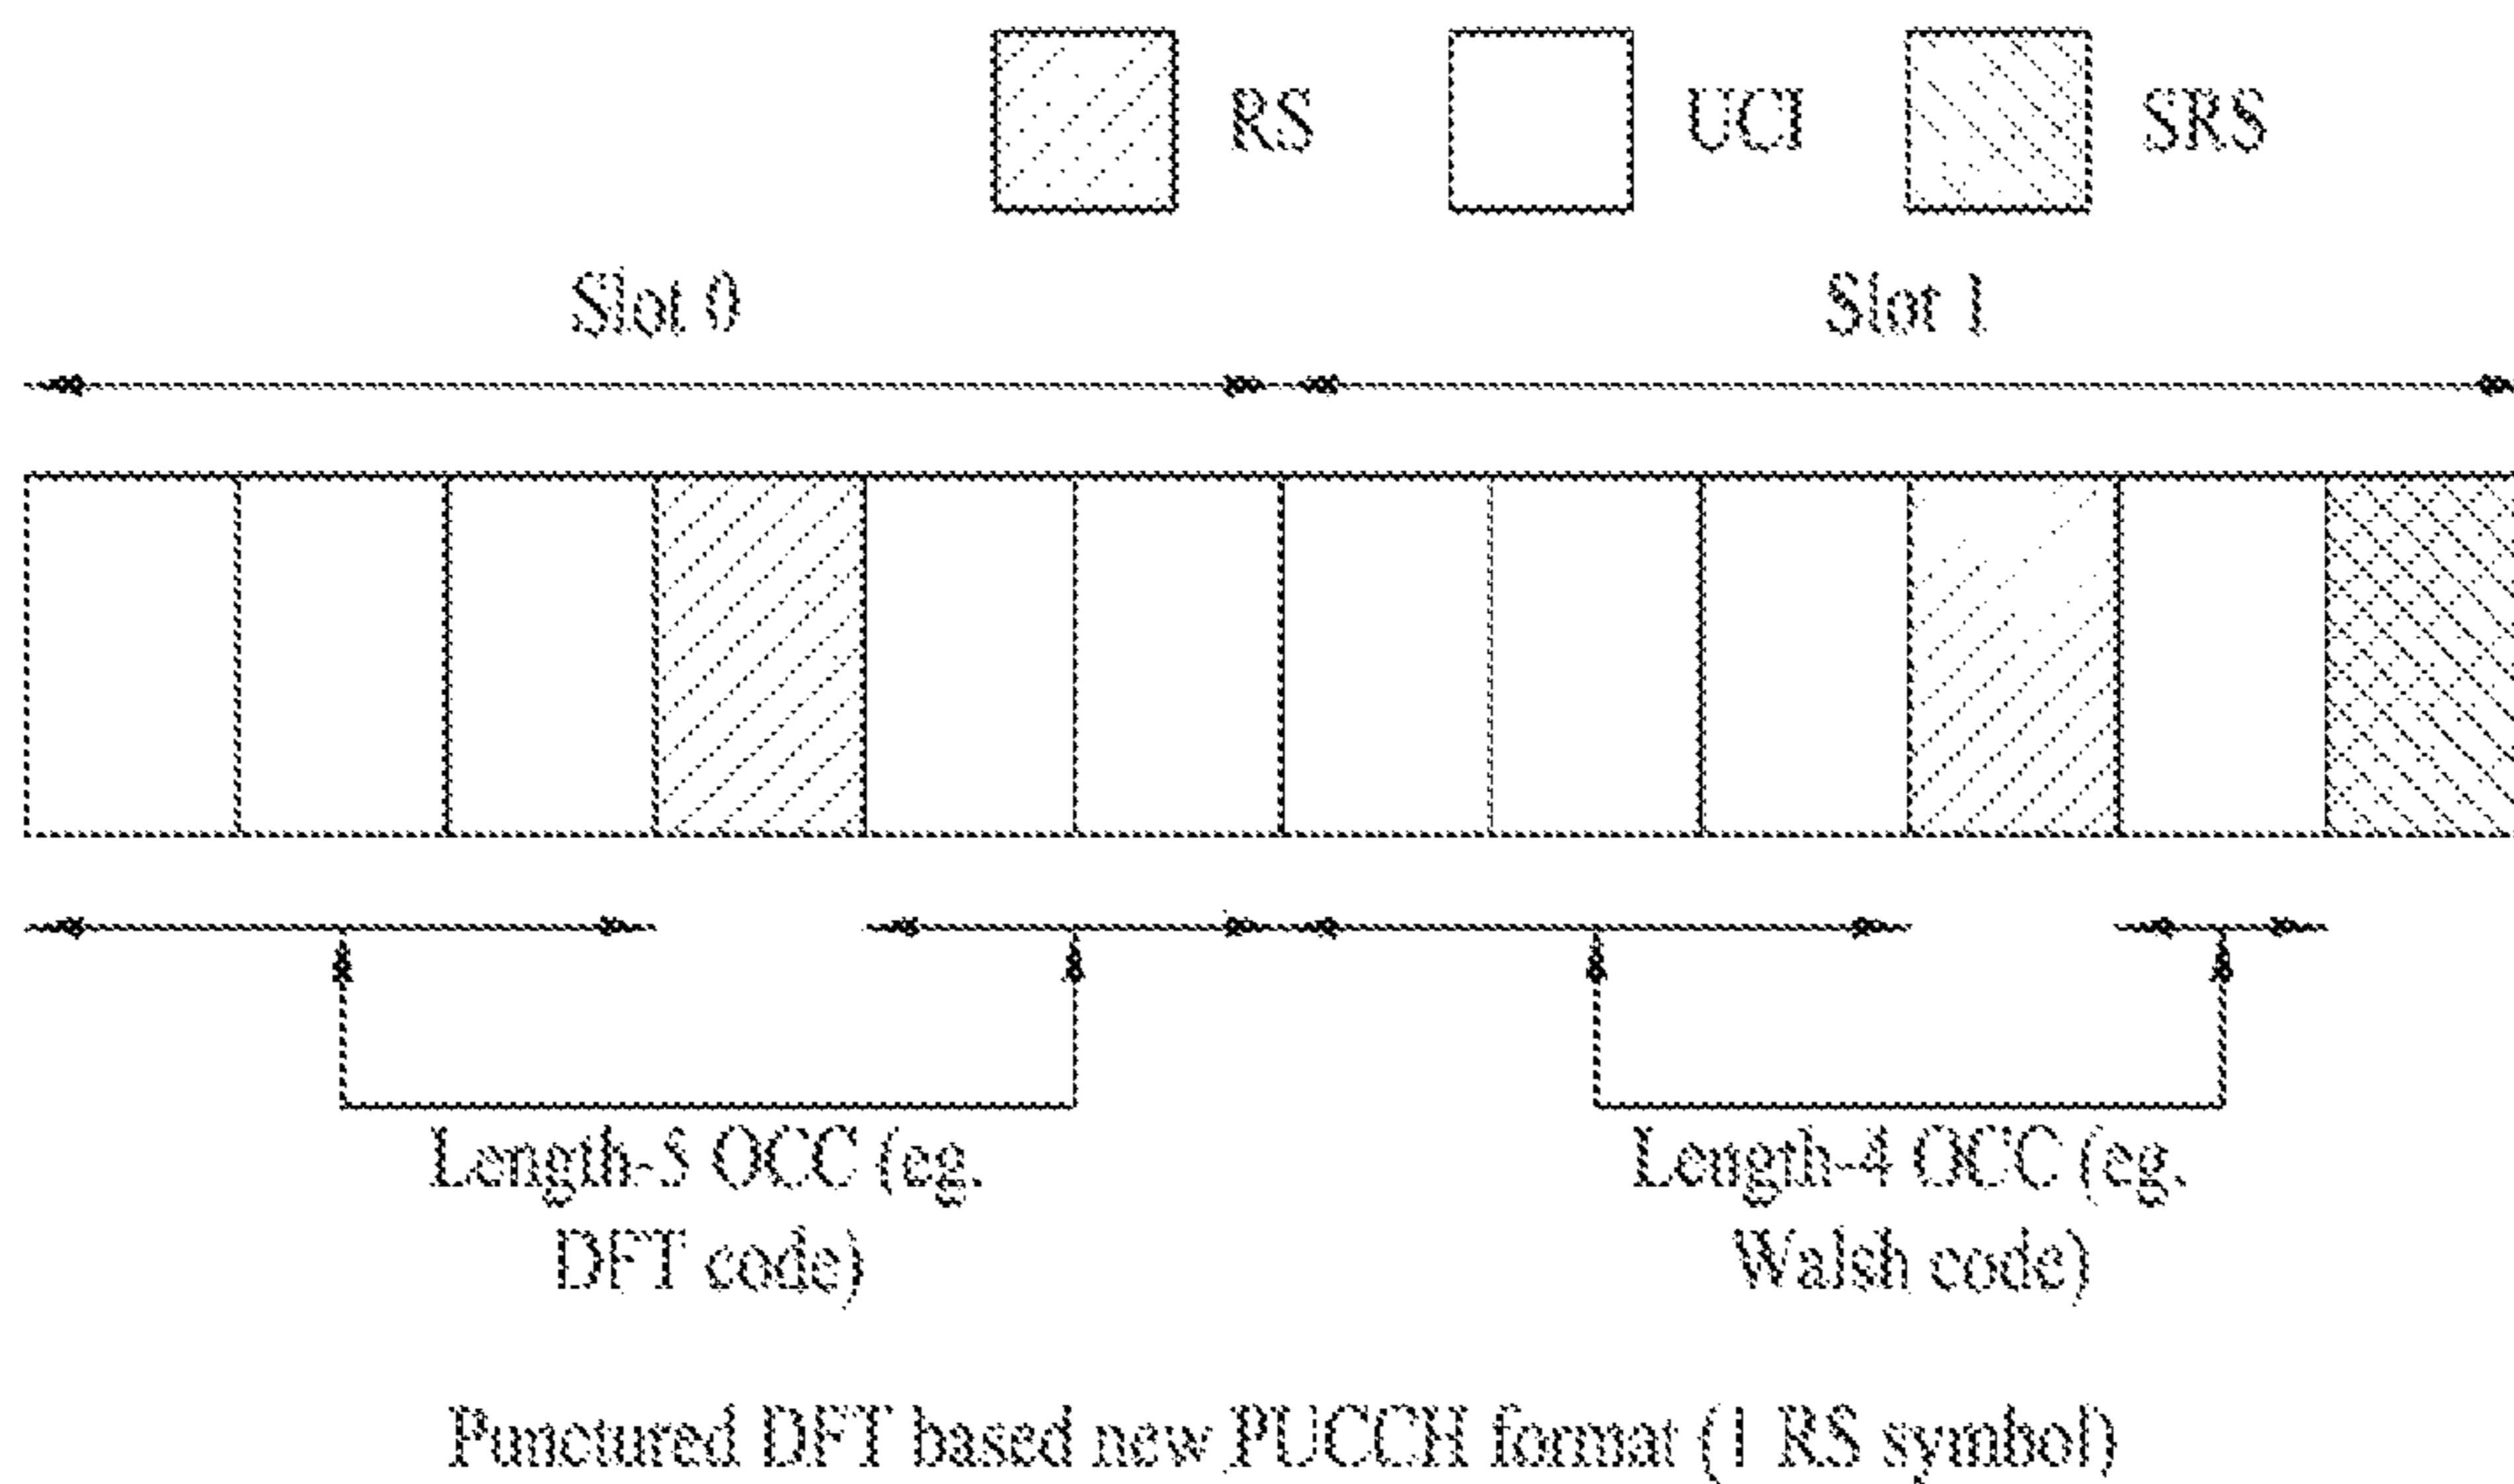 RS UCI SRS
Slot 0 Slot 1
Length-5 OCC (eg.
DFT code)
Length-4 OCC (eg.
Walsh code)
Punctured DFT based new PUCCH format (1 RS symbol)